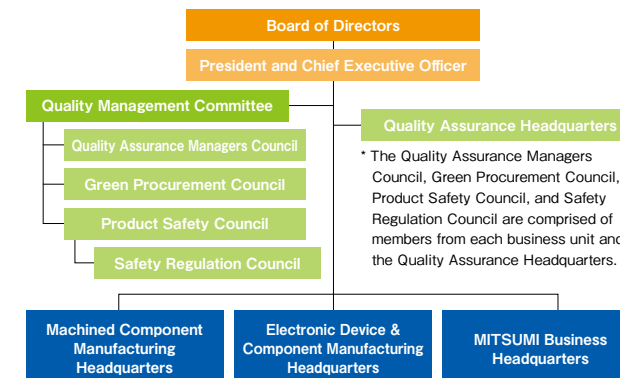 Board of Directors
President and Chief Executive Officer
Quality Management Committee
Quality Assurance Headquarters
Quality Assurance Managers Council
Green Procurement Council
Product Safety Council
Safety Regulation Council
* The Quality Assurance Managers
Council, Green Procurement Council,
Product Safety Council, and Safety
Regulation Council are comprised of
members from each business unit and
the Quality Assurance Headquarters.
Machined Component
Manufacturing
Headquarters
Electronic Device &
Component Manufacturing
Headquarters
MITSUMI Business
Headquarters